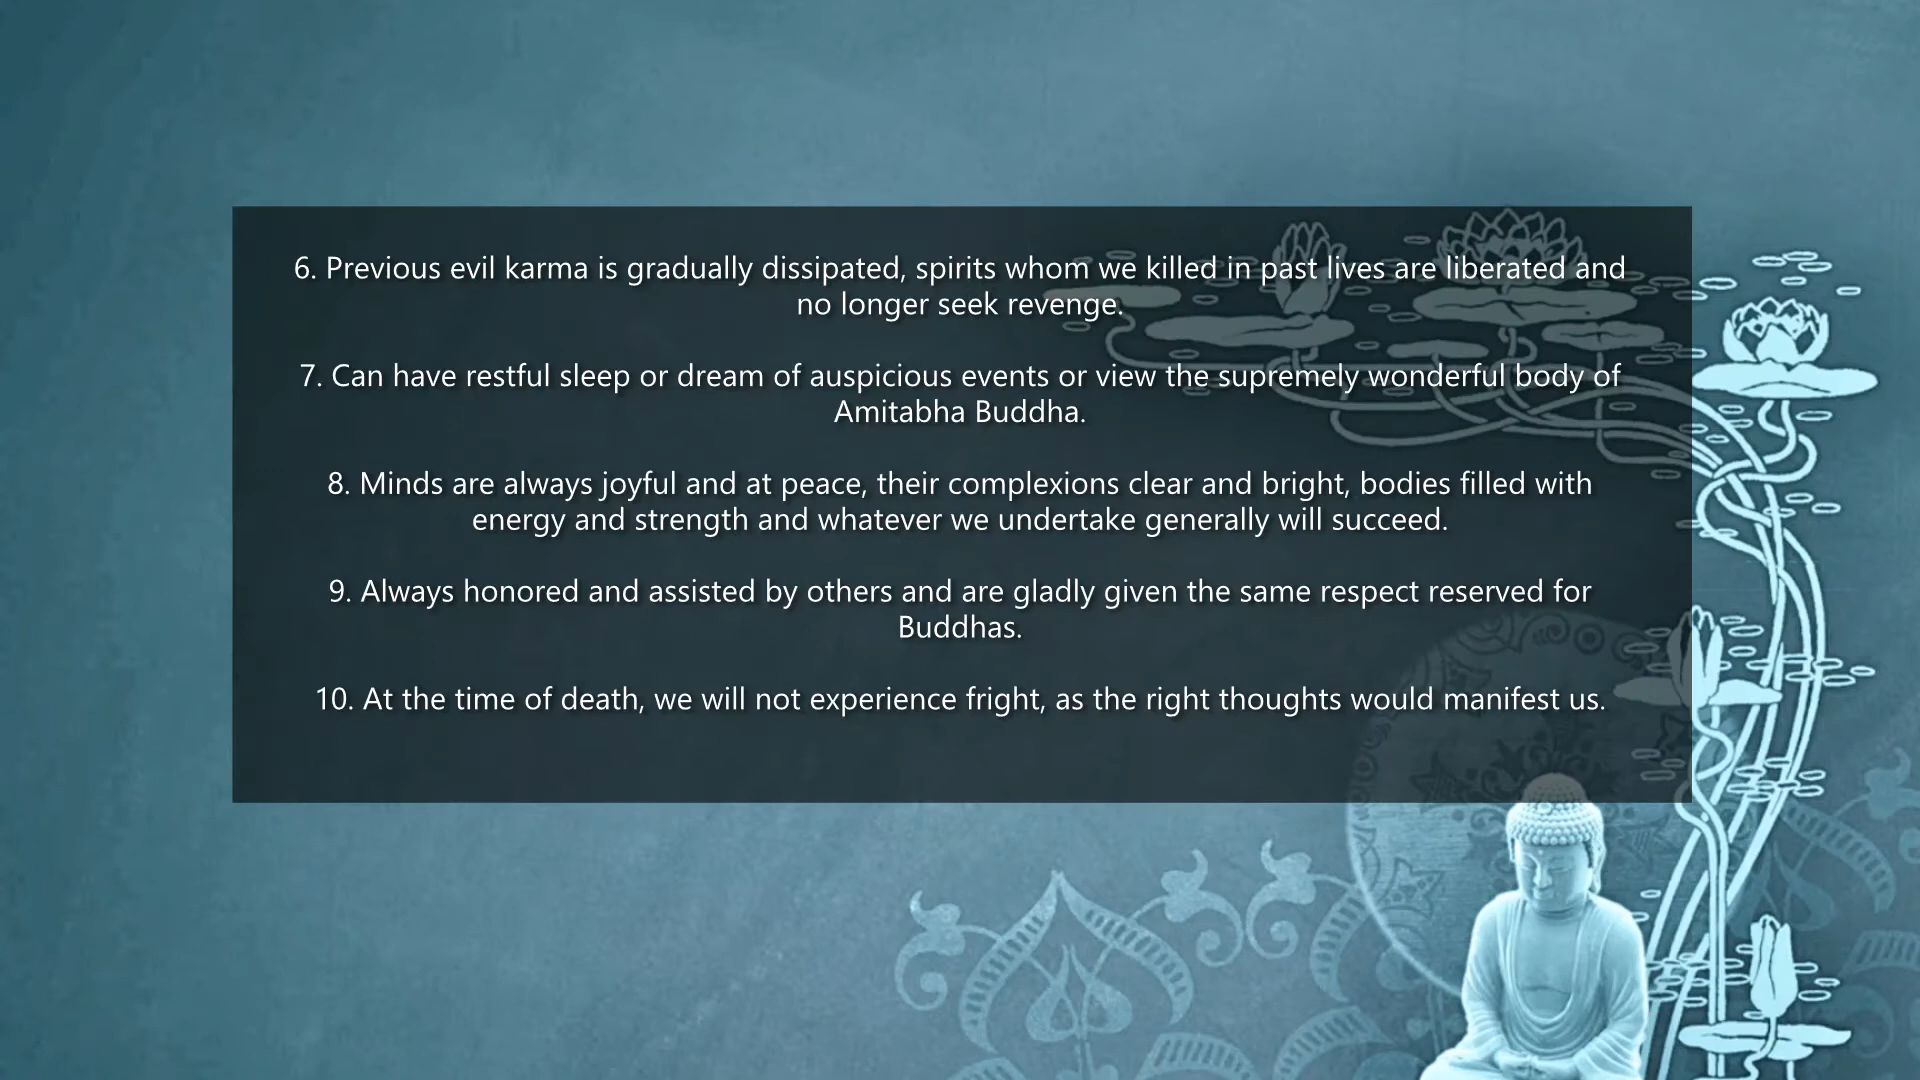 6. Previous evil karma is gradually dissipated, spirits whom we killed in past lives are liberated and
no longer seek revenge.
7. Can have restful sleep or dream of auspicious events or view the supremely wonderful body of
Amitabha Buddha.
8. Minds are always joyful and at peace, their complexions clear and bright, bodies filled with
energy and strength and whatever we undertake generally will succeed.
9. Always honored and assisted by others and are gladly given the same respect reserved for
Buddhas.
10. At the time of death, we will not experience fright, as the right thoughts would manifest us.